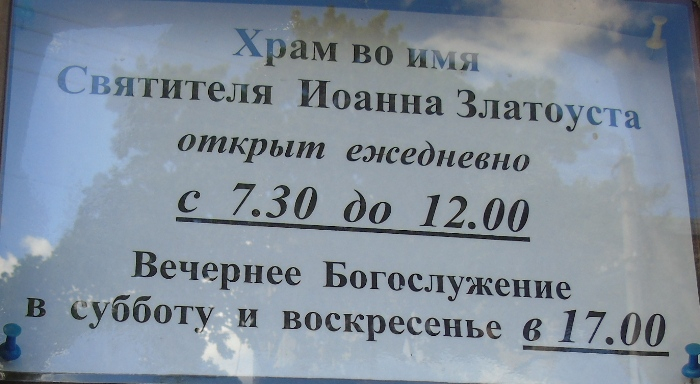 Храм во имя
Святителя Иоанна Златоуста
открыт ежедневно
с 7.30 до 12.00
Вечернее Богослужение
в субботу и воскресенье в 17.00